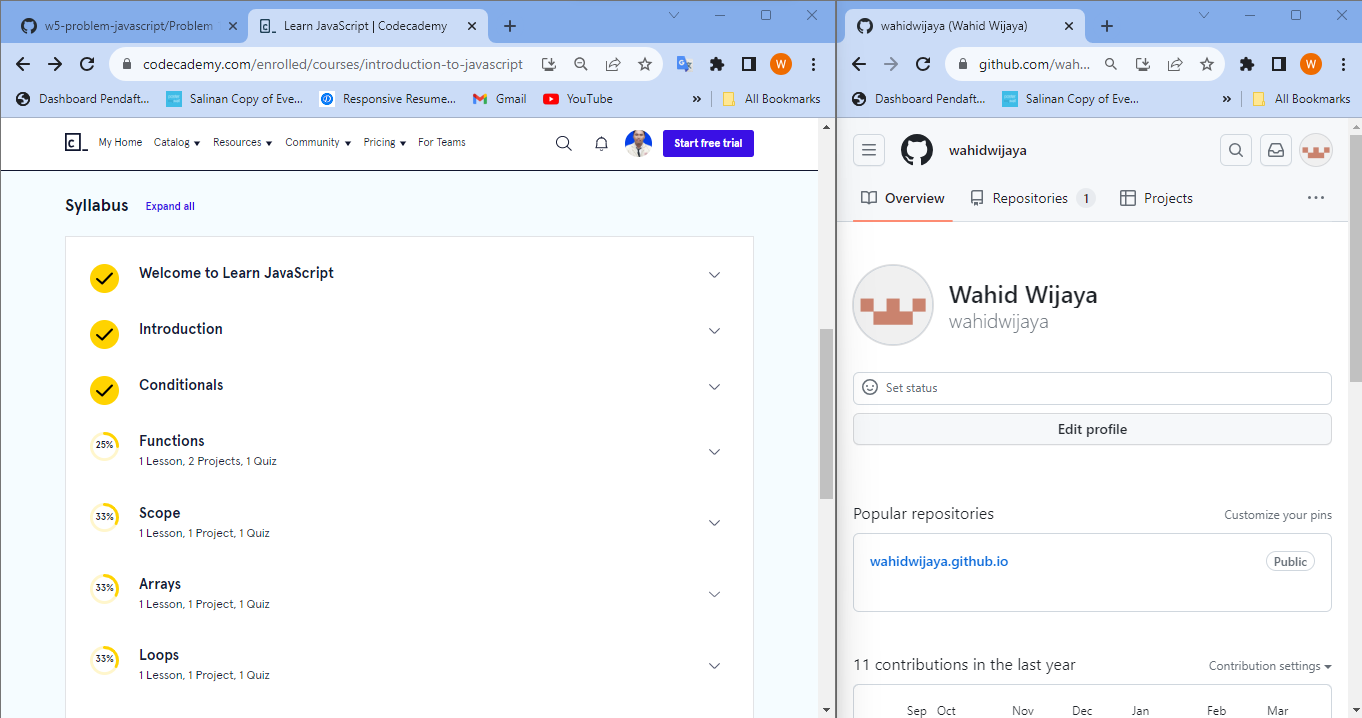 w5-problem-javascript/Problem
Learn JavaScript | Codecademy
codecademy.com/enrolled/courses/introduction-to-javascript
W
Dashboard Pendaft...
Salinan Copy of Eve...
Responsive Resume...
Gmail
YouTube
»
All Bookmarks
My Home
Catalog
Resources
Community
Pricing
For Teams
Start free trial
Syllabus
Expand all
Welcome to Learn JavaScript
Introduction
Conditionals
25%
Functions
1 Lesson, 2 Projects, 1 Quiz
33%
Scope
1 Lesson, 1 Project, 1 Quiz
33%
Arrays
1 Lesson, 1 Project, 1 Quiz
33%
Loops
1 Lesson, 1 Project, 1 Quiz
wahidwijaya (Wahid Wijaya)
github.com/wah...
W
Dashboard Pendaft...
Salinan Copy of Eve...
»
All Bookmarks
wahidwijaya
Overview
Repositories 1
Projects
Wahid Wijaya
wahidwijaya
Set status
Edit profile
Popular repositories
Customize your pins
wahidwijaya.github.io
Public
11 contributions in the last year
Contribution settings
Sep Oct Nov Dec Jan Feb Mar